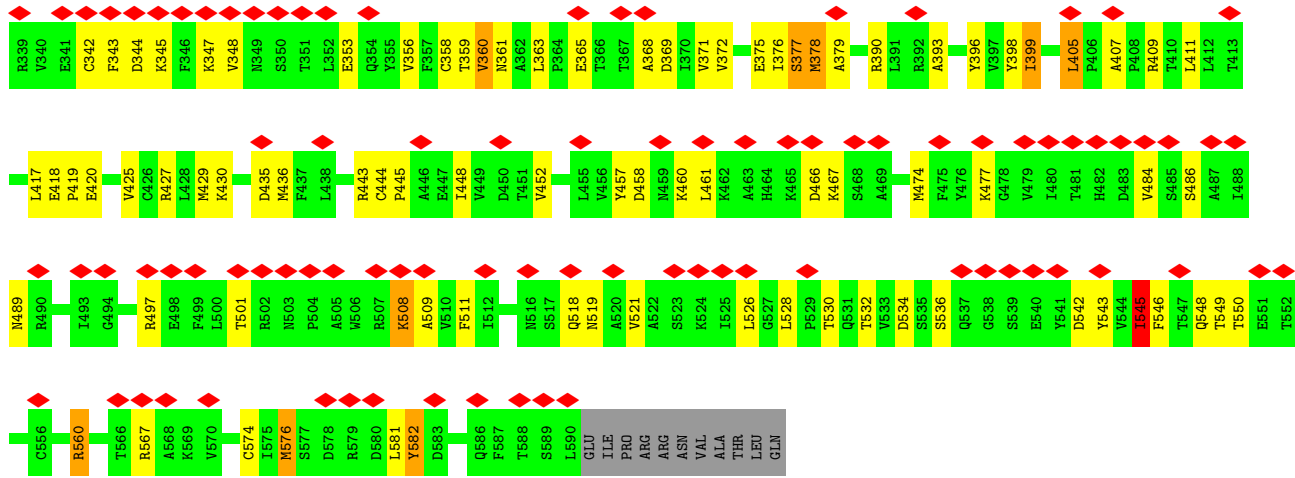 R339 V340 E341 C342 F343 D344 K345 F346 K347 V348 N349 S350 T351 L352 E353 Q354 Y355 V356 F357 C358 T359 V360 N361 A362 L363 P364 E365 T366 T367 A368 D369 I370 V371 V372 E375 I376 S377 M378 A379 R390 L391 R392 A393 Y396 V397 Y398 I399 L405 P406 A407 P408 R409 T410 L411 L412 T413
L417 E418 P419 E420 V425 C426 R427 L428 M429 K430 D435 M436 F437 L438 R443 C444 P445 A446 E447 I448 V449 D450 T451 V452 L455 V456 Y457 D458 N459 K460 L461 K462 A463 H464 K465 D466 K467 S468 A469 M474 F475 Y476 K477 G478 V479 I480 T481 H482 D483 V484 S485 S486 A487 I488
N489 R490 I493 G494 R497 E498 F499 L500 T501 R502 N503 P504 A505 W506 R507 K508 A509 V510 F511 I512 N516 S517 Q518 N519 A520 V521 A522 S523 K524 I525 L526 G527 L528 P529 T530 Q531 T532 V533 D534 S535 S536 Q537 G538 S539 E540 Y541 D542 Y543 V544 I545 F546 T547 Q548 T549 T550 E551 T552
C556 R560 T566 R567 A568 K569 V570 C574 I575 M576 S577 D578 R579 D580 L581 Y582 D583 Q586 F587 T588 S589 L590 GLU ILE PRO ARG ARG ASN VAL ALA THR LEU GLN